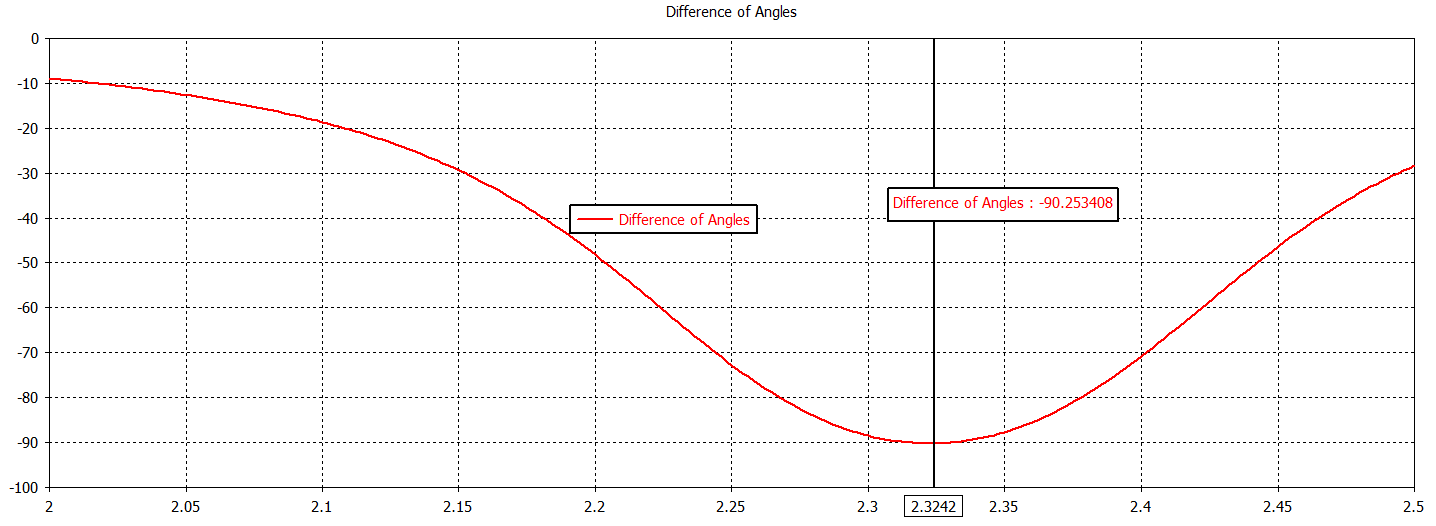 Difference of Angles
0
-10
-20
-30
-40
-50
-60
-70
-80
-90
-100
Difference of Angles
Difference of Angles : -90.253408
2 2.05 2.1 2.15 2.2 2.25 2.3 2.3242 2.35 2.4 2.45 2.5